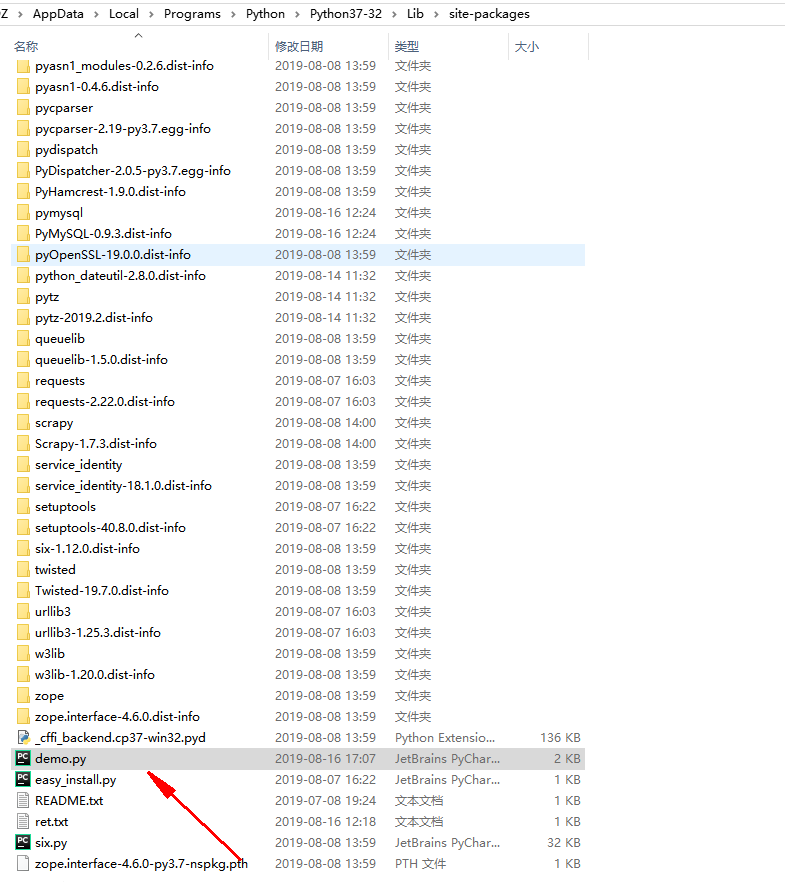 Z > AppData > Local > Programs > Python > Python37-32 > Lib > site-packages
名称 修改日期 类型 大小
pyasn1_modules-0.2.6.dist-info 2019-08-08 13:59 文件夹
pyasn1-0.4.6.dist-info 2019-08-08 13:59 文件夹
pycparser 2019-08-08 13:59 文件夹
pycparser-2.19-py3.7.egg-info 2019-08-08 13:59 文件夹
pydispatch 2019-08-08 13:59 文件夹
PyDispatcher-2.0.5-py3.7.egg-info 2019-08-08 13:59 文件夹
PyHamcrest-1.9.0.dist-info 2019-08-08 13:59 文件夹
pymysql 2019-08-16 12:24 文件夹
PyMySQL-0.9.3.dist-info 2019-08-16 12:24 文件夹
pyOpenSSL-19.0.0.dist-info 2019-08-08 13:59 文件夹
python_dateutil-2.8.0.dist-info 2019-08-14 11:32 文件夹
pytz 2019-08-14 11:32 文件夹
pytz-2019.2.dist-info 2019-08-14 11:32 文件夹
queuelib 2019-08-08 13:59 文件夹
queuelib-1.5.0.dist-info 2019-08-08 13:59 文件夹
requests 2019-08-07 16:03 文件夹
requests-2.22.0.dist-info 2019-08-07 16:03 文件夹
scrapy 2019-08-08 14:00 文件夹
Scrapy-1.7.3.dist-info 2019-08-08 14:00 文件夹
service_identity 2019-08-08 13:59 文件夹
service_identity-18.1.0.dist-info 2019-08-08 13:59 文件夹
setuptools 2019-08-07 16:22 文件夹
setuptools-40.8.0.dist-info 2019-08-07 16:22 文件夹
six-1.12.0.dist-info 2019-08-08 13:59 文件夹
twisted 2019-08-08 13:59 文件夹
Twisted-19.7.0.dist-info 2019-08-08 13:59 文件夹
urllib3 2019-08-07 16:03 文件夹
urllib3-1.25.3.dist-info 2019-08-07 16:03 文件夹
w3lib 2019-08-08 13:59 文件夹
w3lib-1.20.0.dist-info 2019-08-08 13:59 文件夹
zope 2019-08-08 13:59 文件夹
zope.interface-4.6.0.dist-info 2019-08-08 13:59 文件夹
_cffi_backend.cp37-win32.pyd 2019-08-08 13:59 Python Extensio... 136 KB
demo.py 2019-08-16 17:07 JetBrains PyChar... 2 KB
easy_install.py 2019-08-07 16:22 JetBrains PyChar... 1 KB
README.txt 2019-07-08 19:24 文本文档 1 KB
ret.txt 2019-08-16 12:18 文本文档 1 KB
six.py 2019-08-08 13:59 JetBrains PyChar... 32 KB
zope.interface-4.6.0-py3.7-nspkg.pth 2019-08-08 13:59 PTH 文件 1 KB